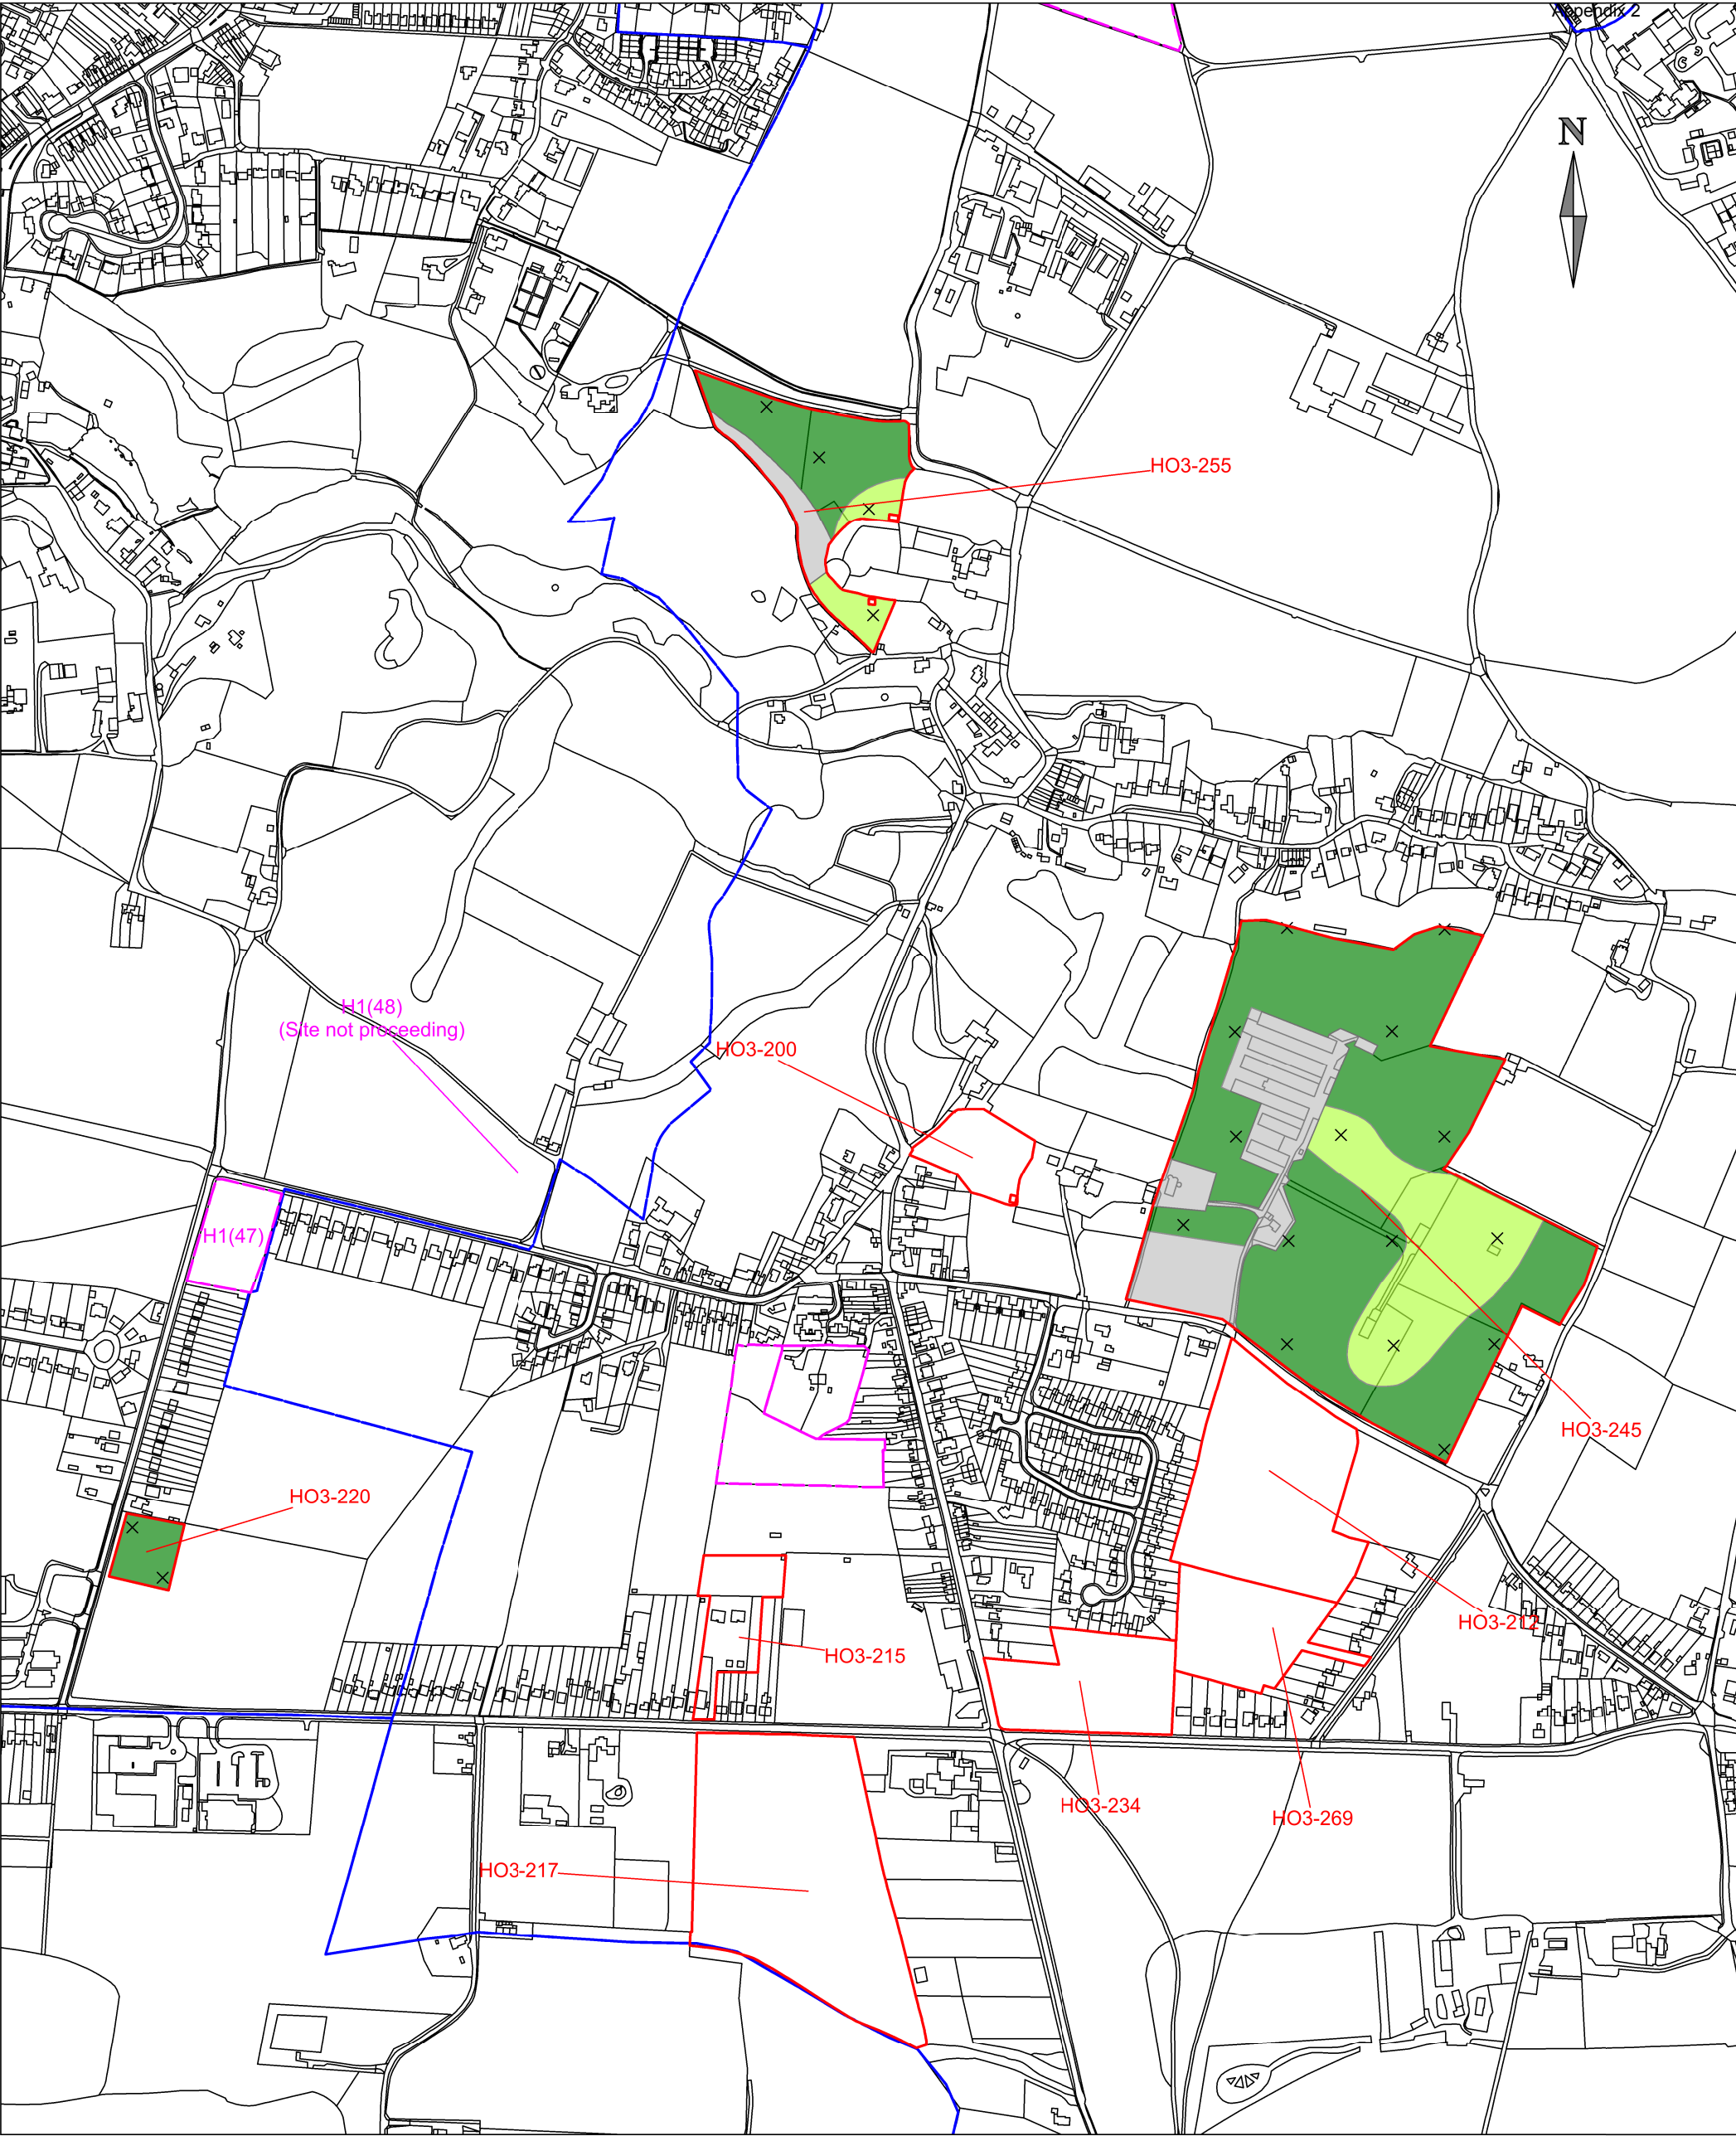 Appendix 2
N
HO3-255
H1(48)
(Site not proceeding)
HO3-200
H1(47)
HO3-245
HO3-220
HO3-212
HO3-215
HO3-234
HO3-269
HO3-217